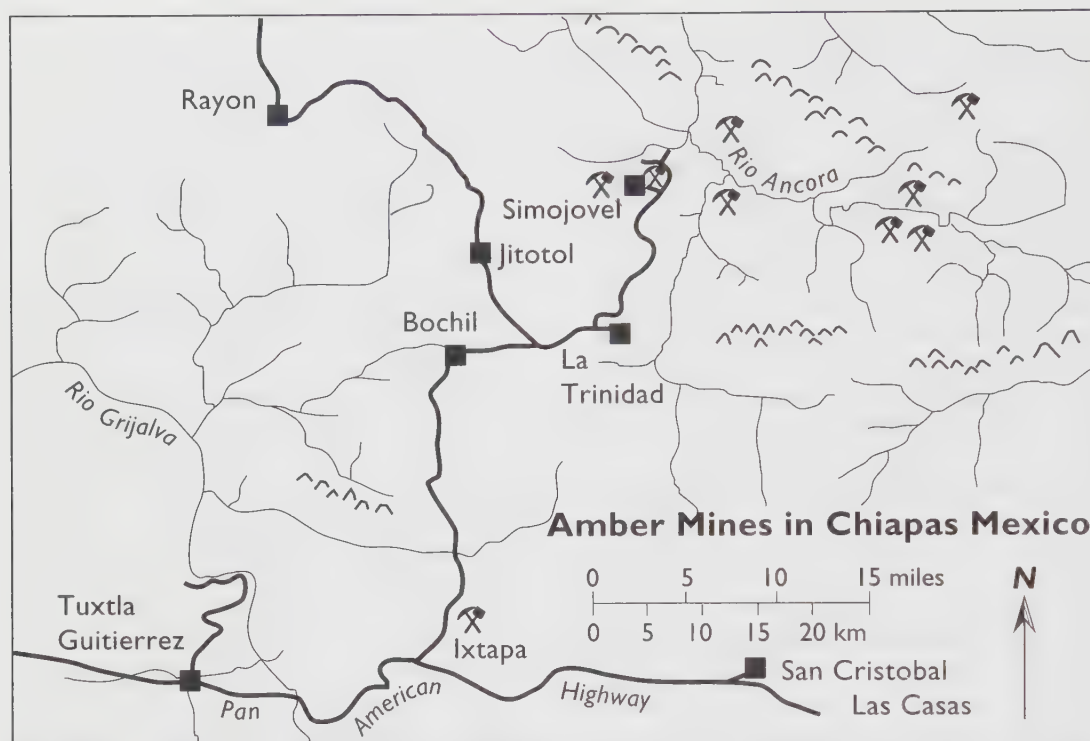 Rayon
Rio Ancora
Simojovel
Jitotol
Bochil
La
Trinidad
Rio Grijalva
Amber Mines in Chiapas Mexico
0 5 10 15 miles
0 5 10 15 20 km
N
Tuxtla
Guitierrez
Ixtapa
Pan American Highway
San Cristobal
Las Casas